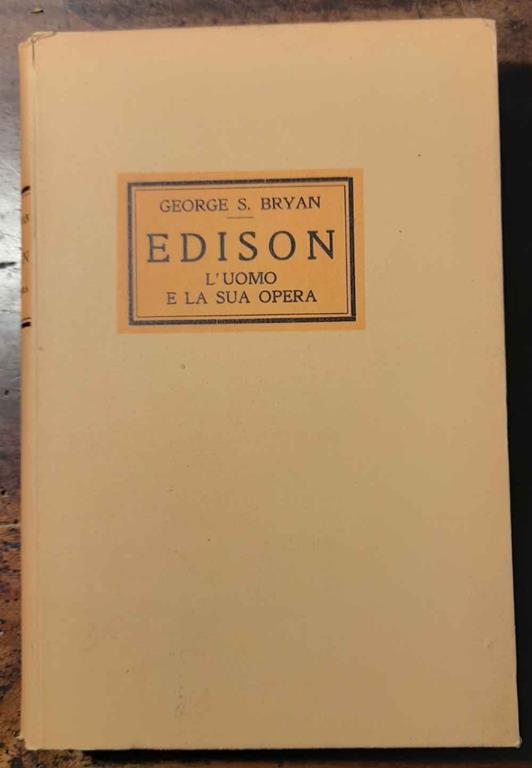 GEORGE S. BRYAN
EDISON
L'UOMO
E LA SUA OPERA